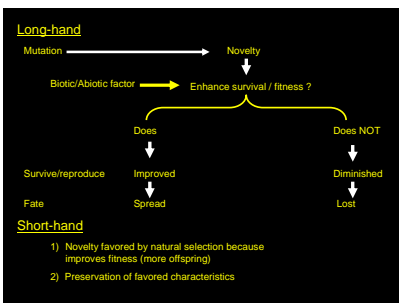 Long-hand
Mutation Novelty
Biotic/Abiotic factor Enhance survival / fitness ?
Does Does NOT
Survive/reproduce Improved Diminished
Fate Spread Lost
Short-hand
1) Novelty favored by natural selection because
improves fitness (more offspring)
2) Preservation of favored characteristics